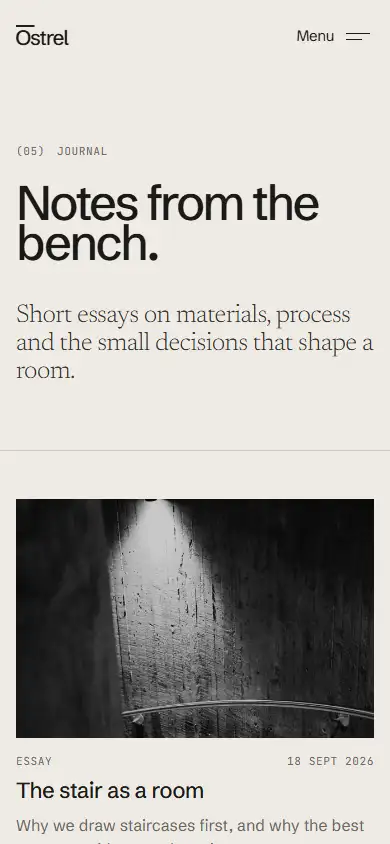 Ostrel
Menu
(05) JOURNAL
Notes from the
bench.
Short essays on materials, process
and the small decisions that shape a
room.
ESSAY
18 SEPT 2026
The stair as a room
Why we draw staircases first, and why the best